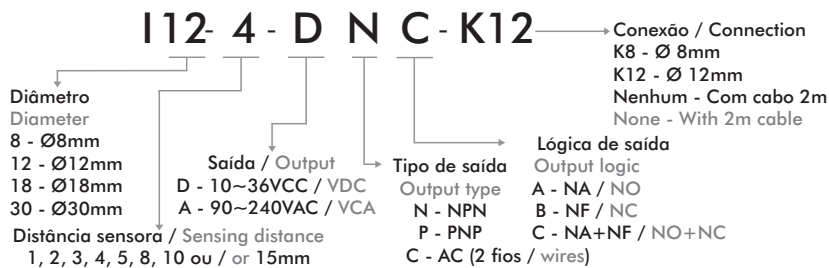 I12- 4 - D N C - K12
Conexão / Connection
K8 - Ø 8mm
K12 - Ø 12mm
Nenhum - Com cabo 2m
None - With 2m cable
Diâmetro
Diameter
8 - Ø8mm
12 - Ø12mm
18 - Ø18mm
30 - Ø30mm
Distância sensora / Sensing distance
1, 2, 3, 4, 5, 8, 10 ou / or 15mm
Saída / Output
D - 10~36VCC / VDC
A - 90~240VAC / VCA
Tipo de saída
Output type
N - NPN
P - PNP
C - AC (2 fios / wires)
Lógica de saída
Output logic
A - NA / NO
B - NF / NC
C - NA+NF / NO+NC